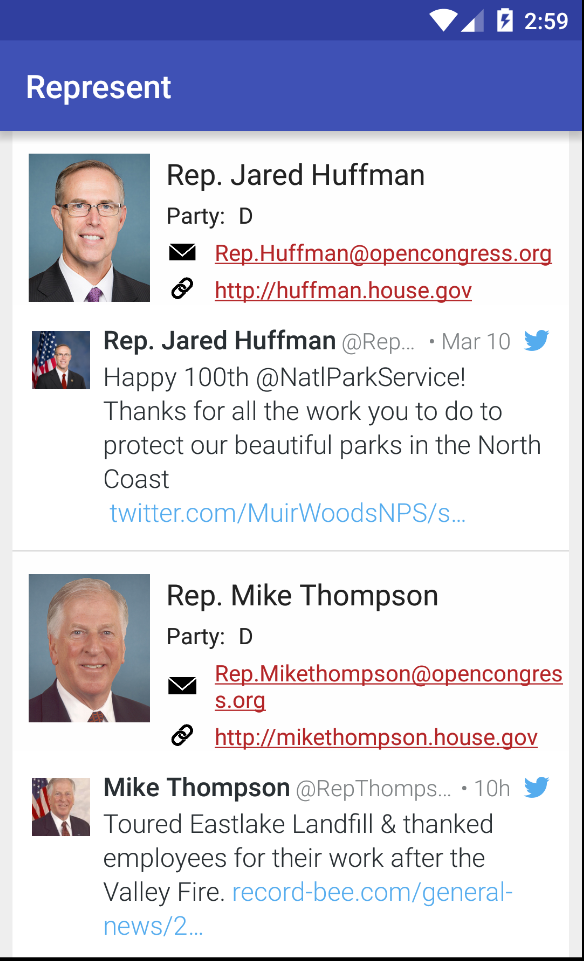 2:59
Represent
Rep. Jared Huffman
Party: D
Rep.Huffman@opencongress.org
http://huffman.house.gov
Rep. Jared Huffman @Rep... • Mar 10
Happy 100th @NatlParkService!
Thanks for all the work you to do to
protect our beautiful parks in the North
Coast
twitter.com/MuirWoodsNPS/s...
Rep. Mike Thompson
Party: D
Rep.Mikethompson@opencongres
s.org
http://mikethompson.house.gov
Mike Thompson @RepThomps... • 10h
Toured Eastlake Landfill & thanked
employees for their work after the
Valley Fire. record-bee.com/general-
news/2...